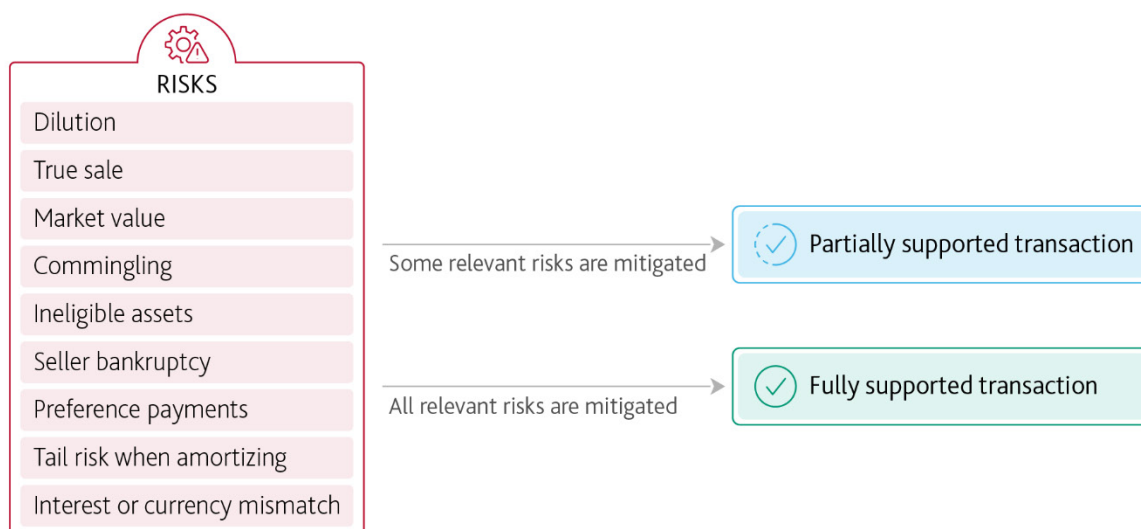 RISKS
Dilution
True sale
Market value
Commingling
Ineligible assets
Seller bankruptcy
Preference payments
Tail risk when amortizing
Interest or currency mismatch
Some relevant risks are mitigated
Partially supported transaction
All relevant risks are mitigated
Fully supported transaction